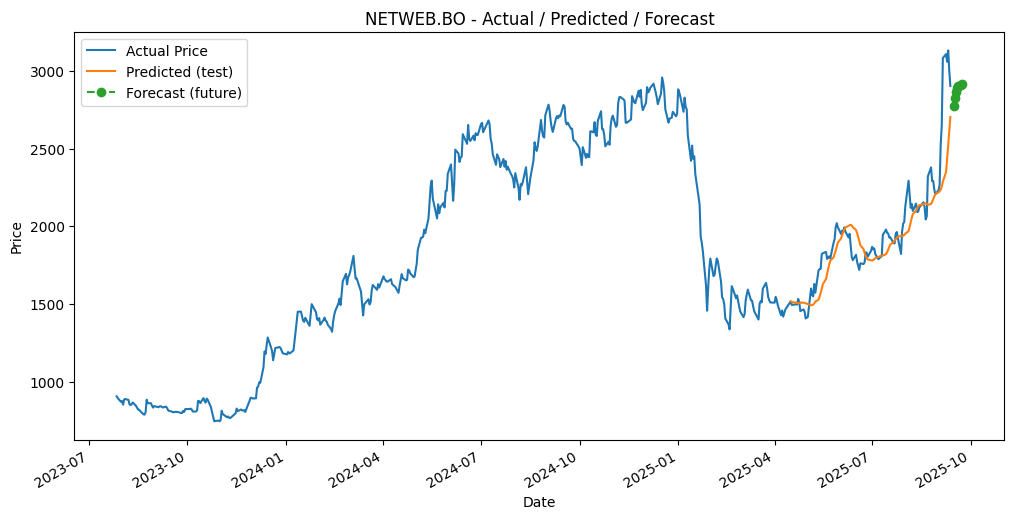 NETWEB.BO - Actual / Predicted / Forecast
Actual Price
Predicted (test)
Forecast (future)
Price
3000
2500
2000
1500
1000
2023-07
2023-10
2024-01
2024-04
2024-07
2024-10
2025-01
2025-04
2025-07
2025-10
Date